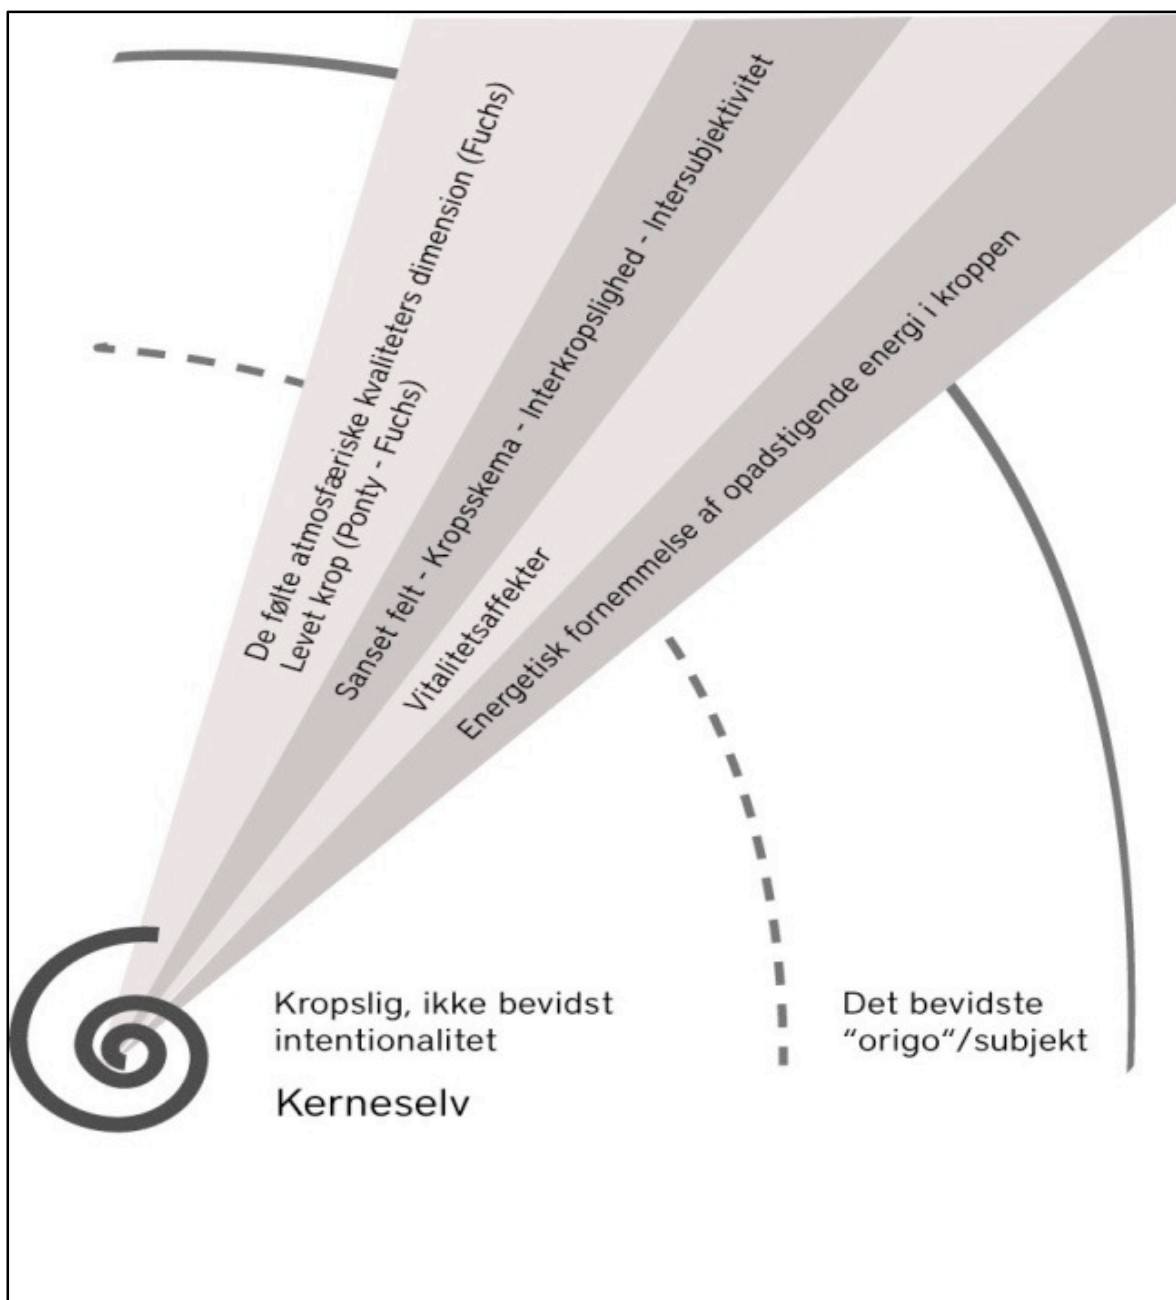 De følte atmosfæriske kvaliteters dimension (Fuchs)
Levet krop (Ponty - Fuchs)
Sanset felt - Kropsskema - Interkropslighed - Intersubjektivitet
Vitalitetsaffekter
Energetisk fornemmelse af opadstigende energi i kroppen
Kropslig, ikke bevidst
intentionalitet
Kerneselv
Det bevidste
“origo“/subjekt